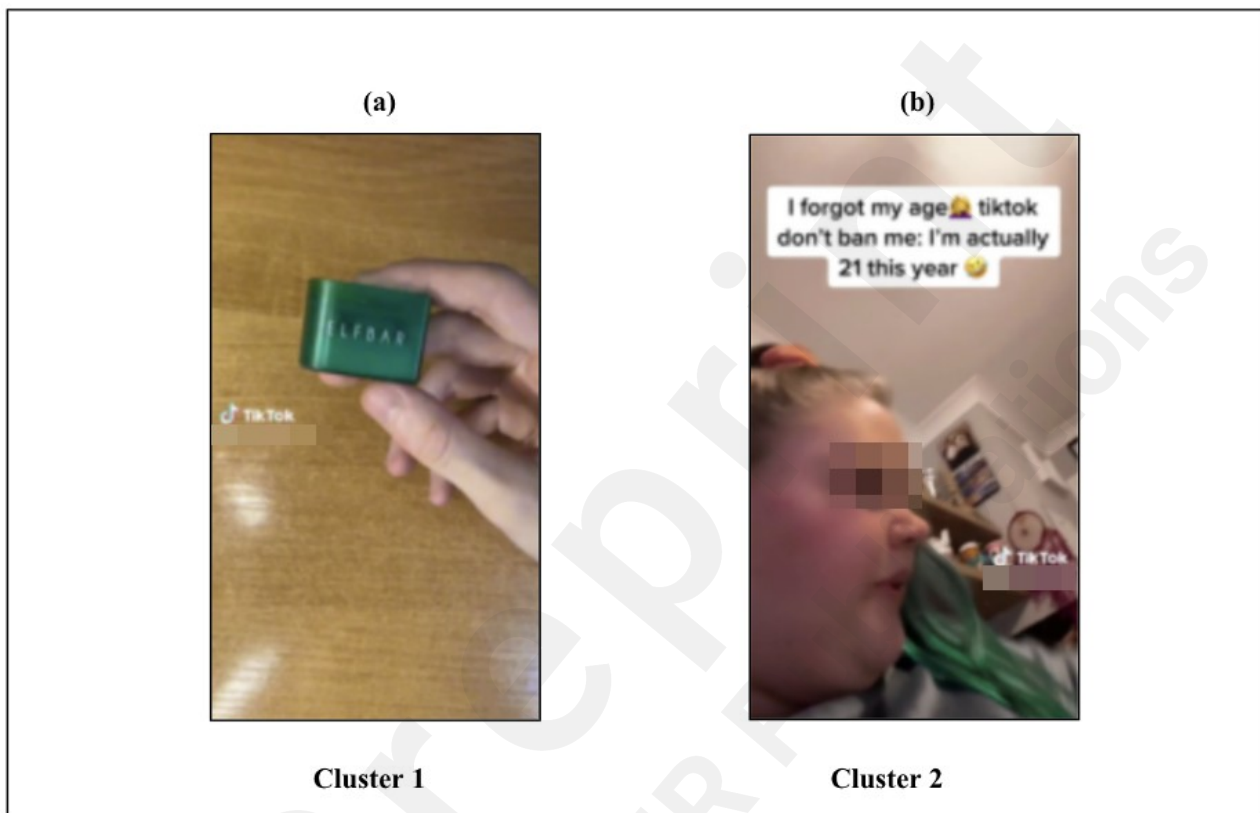 (a)
(b)
ELFBAR
TikTok
I forgot my age🤦‍♀️ tiktok
don't ban me: I'm actually
21 this year 🤣
TikTok
Cluster 1
Cluster 2